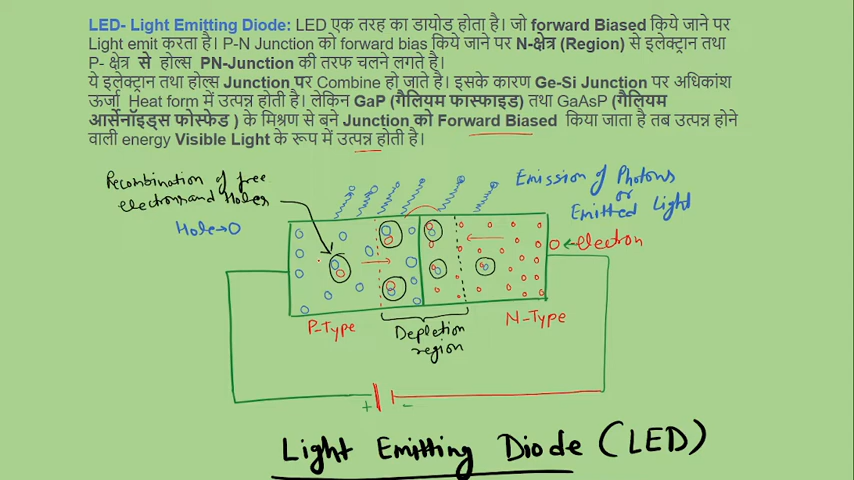 LED- Light Emitting Diode: LED एक तरह का डायोड होता है। जो forward Biased किये जाने पर
Light emit करता है। P-N Junction को forward bias किये जाने पर N-क्षेत्र (Region) से इलेक्ट्रान तथा
P- क्षेत्र से होल्स PN-Junction की तरफ चलने लगते है।
ये इलेक्ट्रान तथा होल्स Junction पर Combine हो जाते है। इसके कारण Ge-Si Junction पर अधिकांश
ऊर्जा Heat form में उत्पन्न होती है। लेकिन GaP (गैलियम फास्फाइड) तथा GaAsP (गैलियम
आर्सेनॉइड्स फोस्फेड ) के मिश्रण से बने Junction को Forward Biased किया जाता है तब उत्पन्न होने
वाली energy Visible Light के रूप में उत्पन्न होती है।
Recombination of free
electrons and Holes
Hole→O
Emission of Photons
or
Emitted Light
O←electron
P-Type
Depletion
region
N-Type
+ -
Light Emitting Diode (LED)